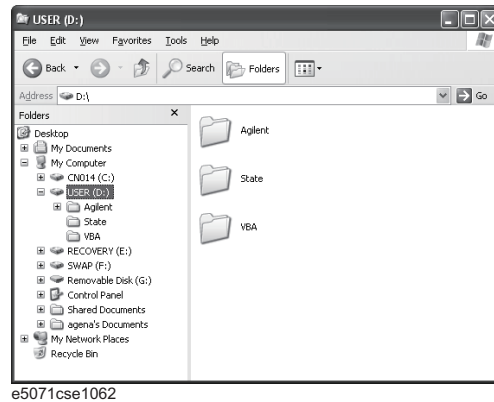 USER (D:)
File Edit View Favorites Tools Help
Back Search Folders
Address D:\ Go
Folders x
Desktop
My Documents
My Computer
CN014 (C:)
USER (D:)
Agilent
State
VBA
RECOVERY (E:)
SWAP (F:)
Removable Disk (G:)
Control Panel
Shared Documents
agena's Documents
My Network Places
Recycle Bin
Agilent
State
VBA
e5071cse1062